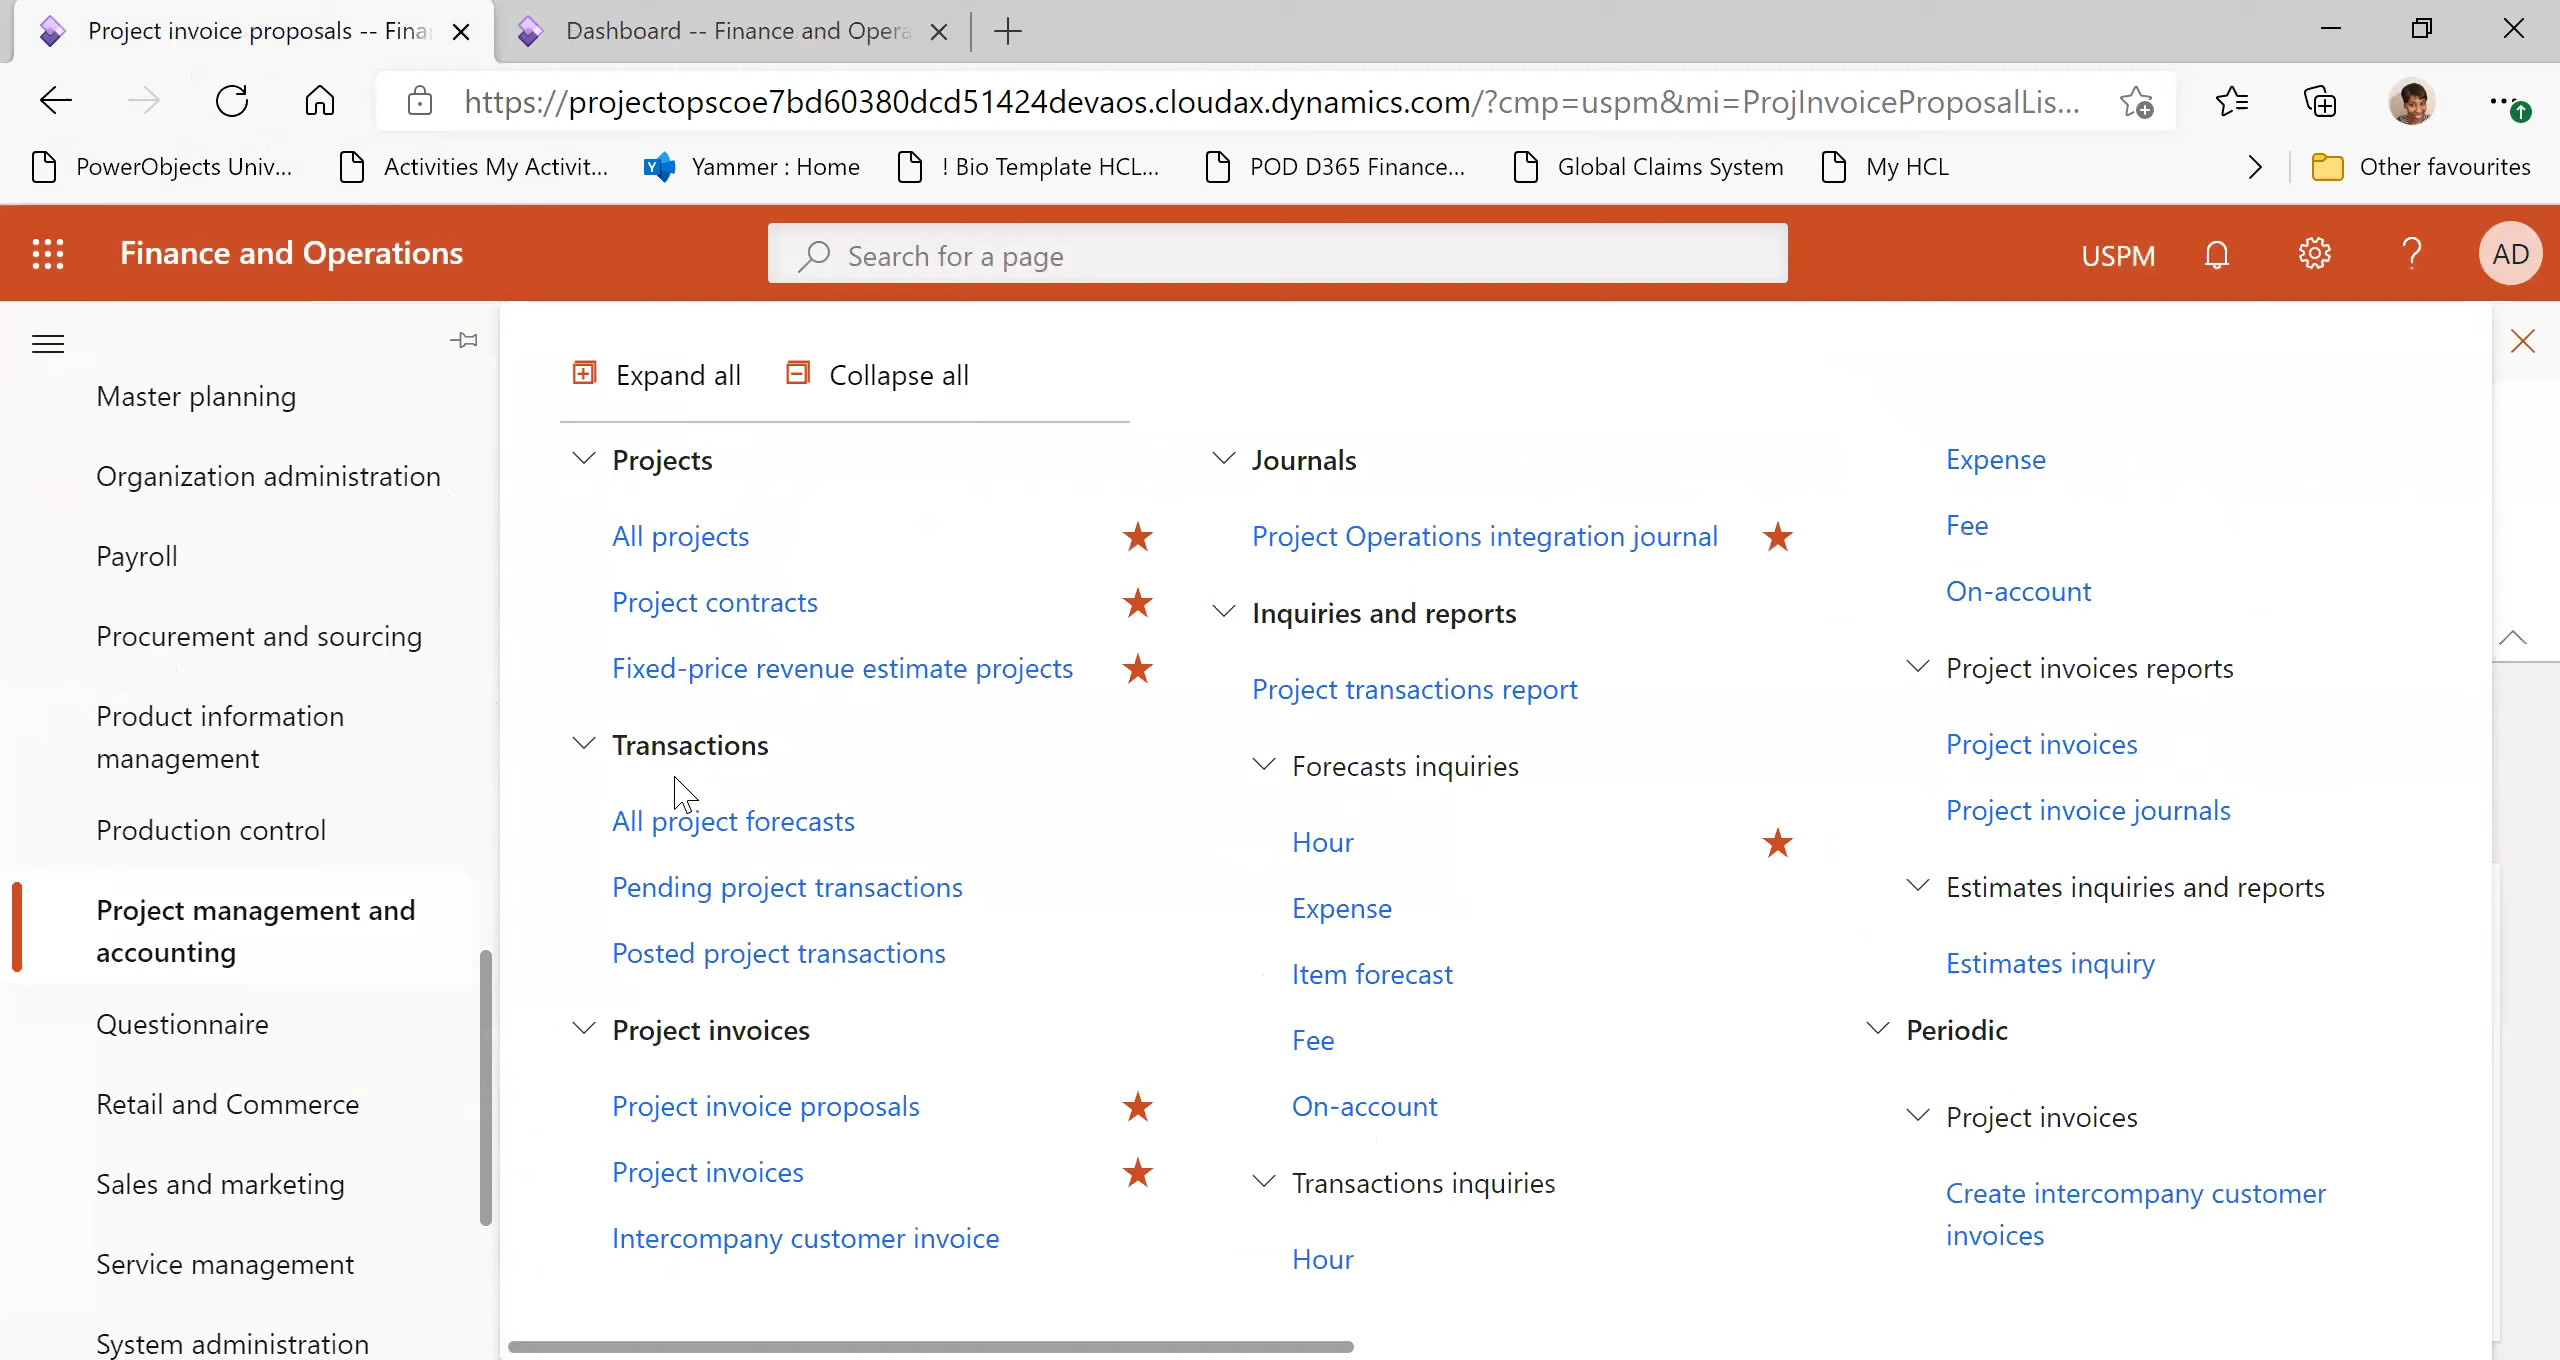 Project invoice proposals -- Fina
Dashboard -- Finance and Opera
https://projectopscoe7bd60380dcd51424devaos.cloudax.dynamics.com/?cmp=uspm&mi=ProjInvoiceProposalLis...
PowerObjects Univ...
Activities My Activit...
Yammer : Home
! Bio Template HCL...
POD D365 Finance...
Global Claims System
My HCL
Other favourites
Finance and Operations
Search for a page
USPM
AD
Master planning
Organization administration
Payroll
Procurement and sourcing
Product information
management
Production control
Project management and
accounting
Questionnaire
Retail and Commerce
Sales and marketing
Service management
System administration
Expand all
Collapse all
Projects
All projects
Project contracts
Fixed-price revenue estimate projects
Transactions
All project forecasts
Pending project transactions
Posted project transactions
Project invoices
Project invoice proposals
Project invoices
Intercompany customer invoice
Journals
Project Operations integration journal
Inquiries and reports
Project transactions report
Forecasts inquiries
Hour
Expense
Item forecast
Fee
On-account
Transactions inquiries
Hour
Expense
Fee
On-account
Project invoices reports
Project invoices
Project invoice journals
Estimates inquiries and reports
Estimates inquiry
Periodic
Project invoices
Create intercompany customer
invoices